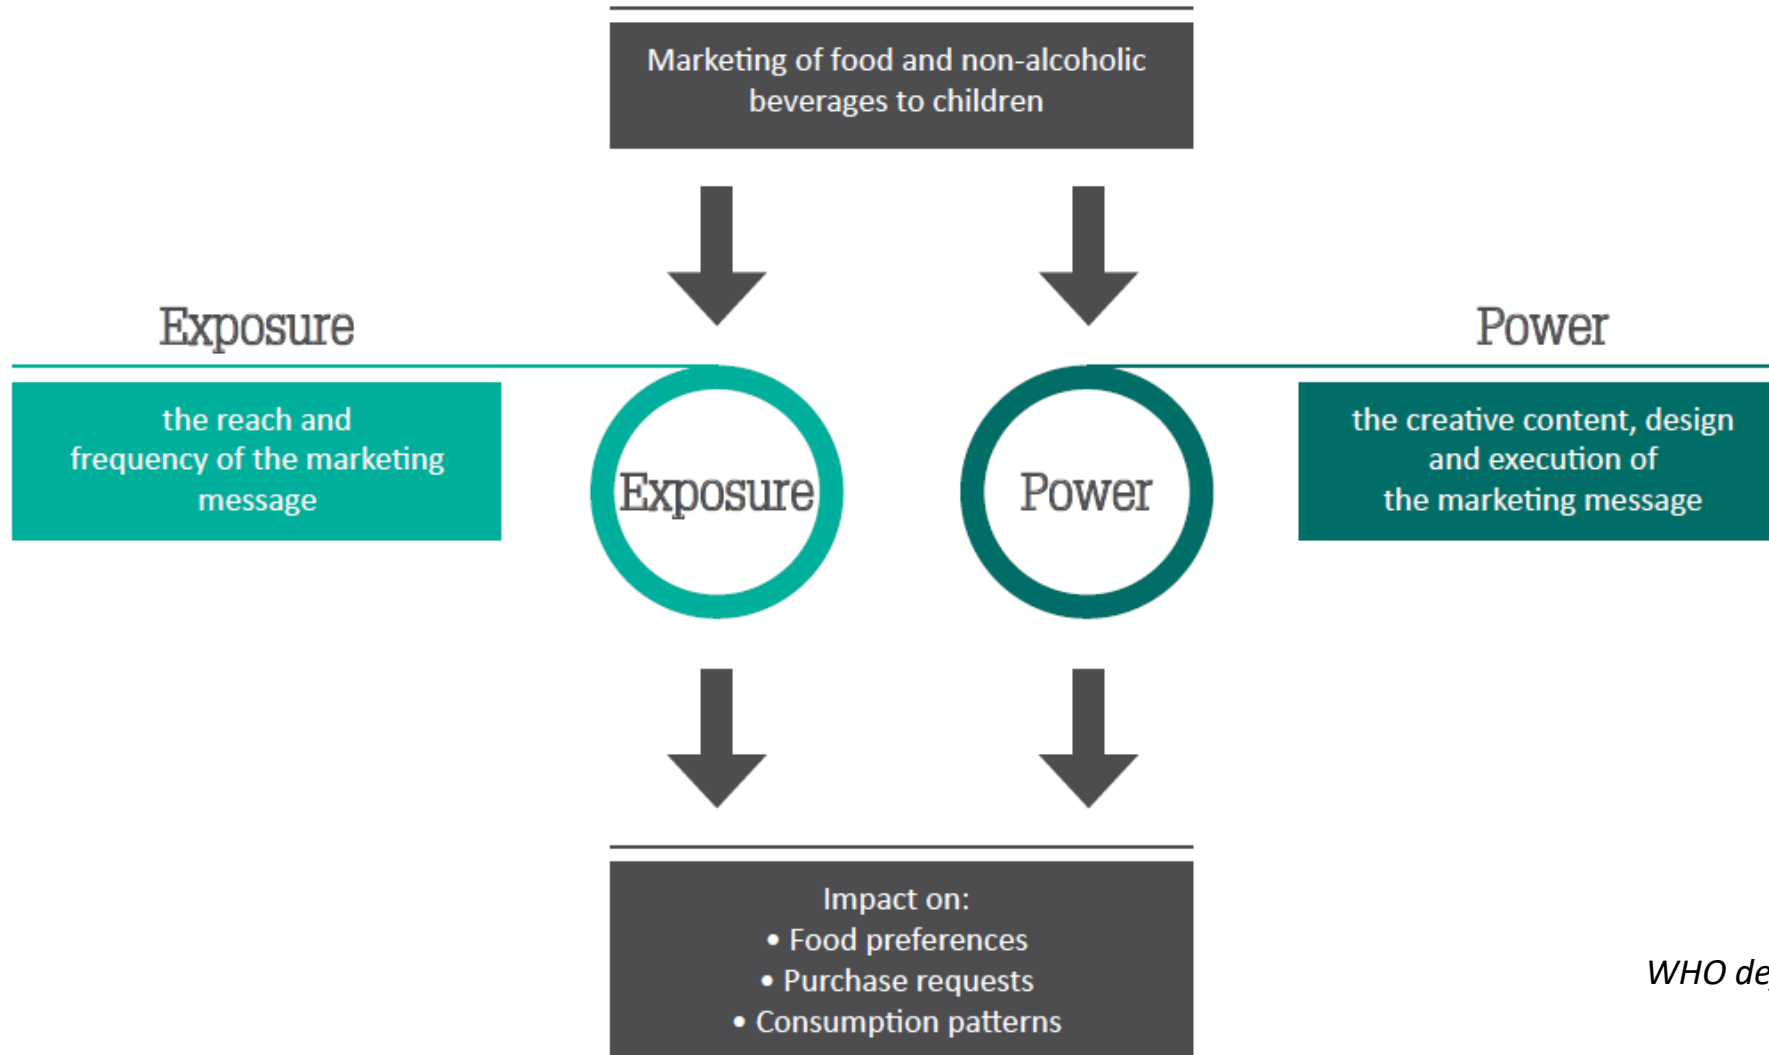 Marketing of food and non-alcoholic
beverages to children
Exposure
Power
the reach and
frequency of the marketing
message
Exposure
Power
the creative content, design
and execution of
the marketing message
Impact on:
• Food preferences
• Purchase requests
• Consumption patterns
WHO